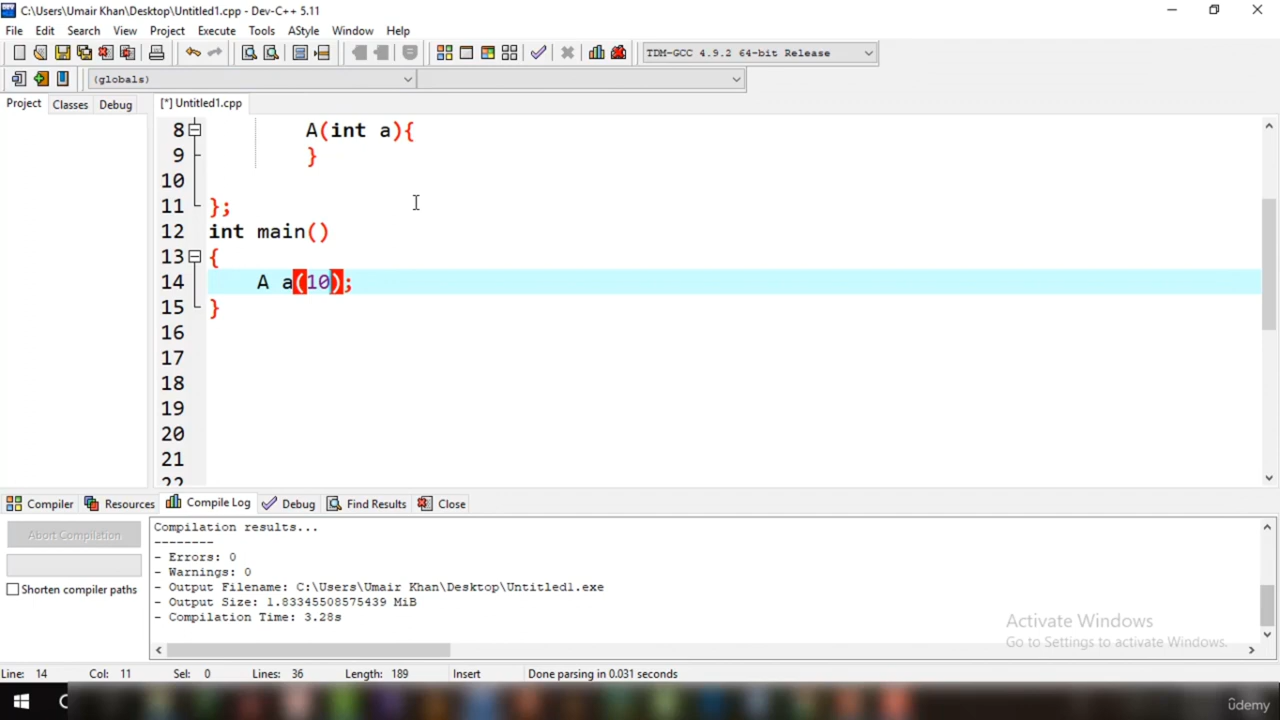 C:\Users\Umair Khan\Desktop\Untitled1.cpp - Dev-C++ 5.11
File Edit Search View Project Execute Tools AStyle Window Help
TDM-GCC 4.9.2 64-bit Release
(globals)
Project Classes Debug [*] Untitled1.cpp
8 A(int a){
9 }
10
11 };
12 int main()
13 {
14 A a(10);
15 }
16
17
18
19
20
21
22
Compiler Resources Compile Log Debug Find Results Close
Abort Compilation
Shorten compiler paths
Compilation results...
--------
- Errors: 0
- Warnings: 0
- Output Filename: C:\Users\Umair Khan\Desktop\Untitled1.exe
- Output Size: 1.83345508575439 MiB
- Compilation Time: 3.28s
Activate Windows
Go to Settings to activate Windows.
Line: 14 Col: 11 Sel: 0 Lines: 36 Length: 189 Insert Done parsing in 0.031 seconds
ûdemy